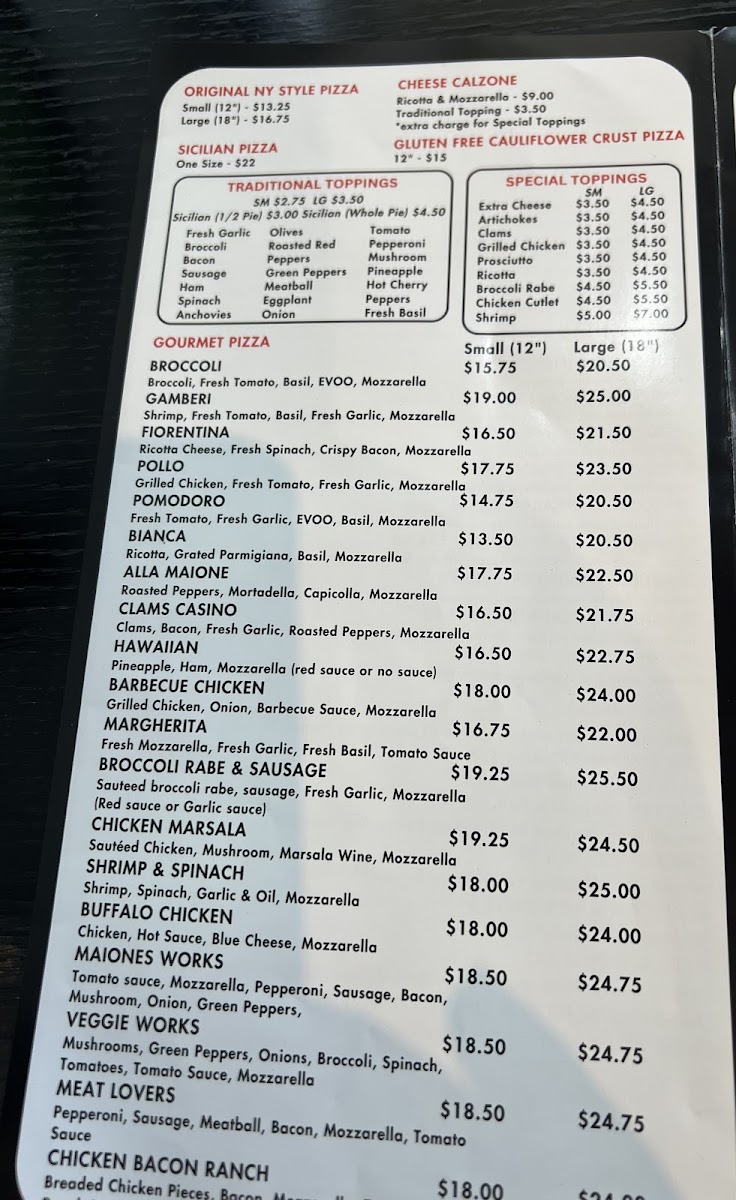 ORIGINAL NY STYLE PIZZA
Small (12") - $13.25
Large (18") - $16.75
SICILIAN PIZZA
One Size - $22
CHEESE CALZONE
Ricotta & Mozzarella - $9.00
Traditional Topping - $3.50
*extra charge for Special Toppings
GLUTEN FREE CAULIFLOWER CRUST PIZZA
12" - $15
TRADITIONAL TOPPINGS
SM $2.75 LG $3.50
Sicilian (1/2 Pie) $3.00 Sicilian (Whole Pie) $4.50
Fresh Garlic Olives Tomato
Broccoli Roasted Red Pepperoni
Bacon Peppers Mushroom
Sausage Green Peppers Pineapple
Ham Meatball Hot Cherry
Spinach Eggplant Peppers
Anchovies Onion Fresh Basil
SPECIAL TOPPINGS
SM LG
Extra Cheese $3.50 $4.50
Artichokes $3.50 $4.50
Clams $3.50 $4.50
Grilled Chicken $3.50 $4.50
Prosciutto $3.50 $4.50
Ricotta $3.50 $4.50
Broccoli Rabe $4.50 $5.50
Chicken Cutlet $4.50 $5.50
Shrimp $5.00 $7.00
GOURMET PIZZA Small (12") Large (18")
BROCCOLI $15.75 $20.50
Broccoli, Fresh Tomato, Basil, EVOO, Mozzarella
GAMBERI $19.00 $25.00
Shrimp, Fresh Tomato, Basil, Fresh Garlic, Mozzarella
FIORENTINA $16.50 $21.50
Ricotta Cheese, Fresh Spinach, Crispy Bacon, Mozzarella
POLLO $17.75 $23.50
Grilled Chicken, Fresh Tomato, Fresh Garlic, Mozzarella
POMODORO $14.75 $20.50
Fresh Tomato, Fresh Garlic, EVOO, Basil, Mozzarella
BIANCA $13.50 $20.50
Ricotta, Grated Parmigiana, Basil, Mozzarella
ALLA MAIONE $17.75 $22.50
Roasted Peppers, Mortadella, Capicolla, Mozzarella
CLAMS CASINO $16.50 $21.75
Clams, Bacon, Fresh Garlic, Roasted Peppers, Mozzarella
HAWAIIAN $16.50 $22.75
Pineapple, Ham, Mozzarella (red sauce or no sauce)
BARBECUE CHICKEN $18.00 $24.00
Grilled Chicken, Onion, Barbecue Sauce, Mozzarella
MARGHERITA $16.75 $22.00
Fresh Mozzarella, Fresh Garlic, Fresh Basil, Tomato Sauce
BROCCOLI RABE & SAUSAGE $19.25 $25.50
Sauteed broccoli rabe, sausage, Fresh Garlic, Mozzarella
(Red sauce or Garlic sauce)
CHICKEN MARSALA $19.25 $24.50
Sautéed Chicken, Mushroom, Marsala Wine, Mozzarella
SHRIMP & SPINACH $18.00 $25.00
Shrimp, Spinach, Garlic & Oil, Mozzarella
BUFFALO CHICKEN $18.00 $24.00
Chicken, Hot Sauce, Blue Cheese, Mozzarella
MAIONES WORKS $18.50 $24.75
Tomato sauce, Mozzarella, Pepperoni, Sausage, Bacon,
Mushroom, Onion, Green Peppers,
VEGGIE WORKS $18.50 $24.75
Mushrooms, Green Peppers, Onions, Broccoli, Spinach,
Tomatoes, Tomato Sauce, Mozzarella
MEAT LOVERS $18.50 $24.75
Pepperoni, Sausage, Meatball, Bacon, Mozzarella, Tomato
Sauce
CHICKEN BACON RANCH $18.00
Breaded Chicken Pieces, Bacon